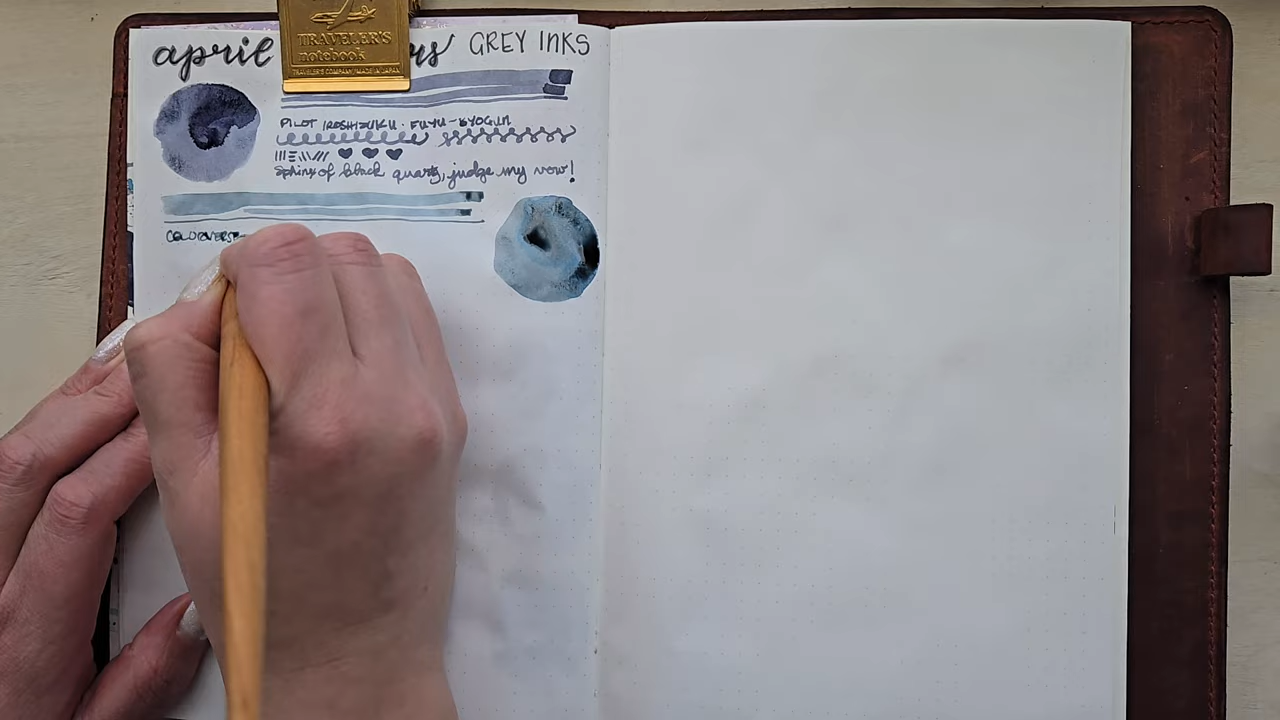 april GREY INKS
TRAVELER'S
notebook
TRAVELER'S COMPANY MADE IN JAPAN
PILOT IROSHIZUKU - FUYU-SYOGUN
Sphinx of black quartz, judge my vow!
COLORVERSE